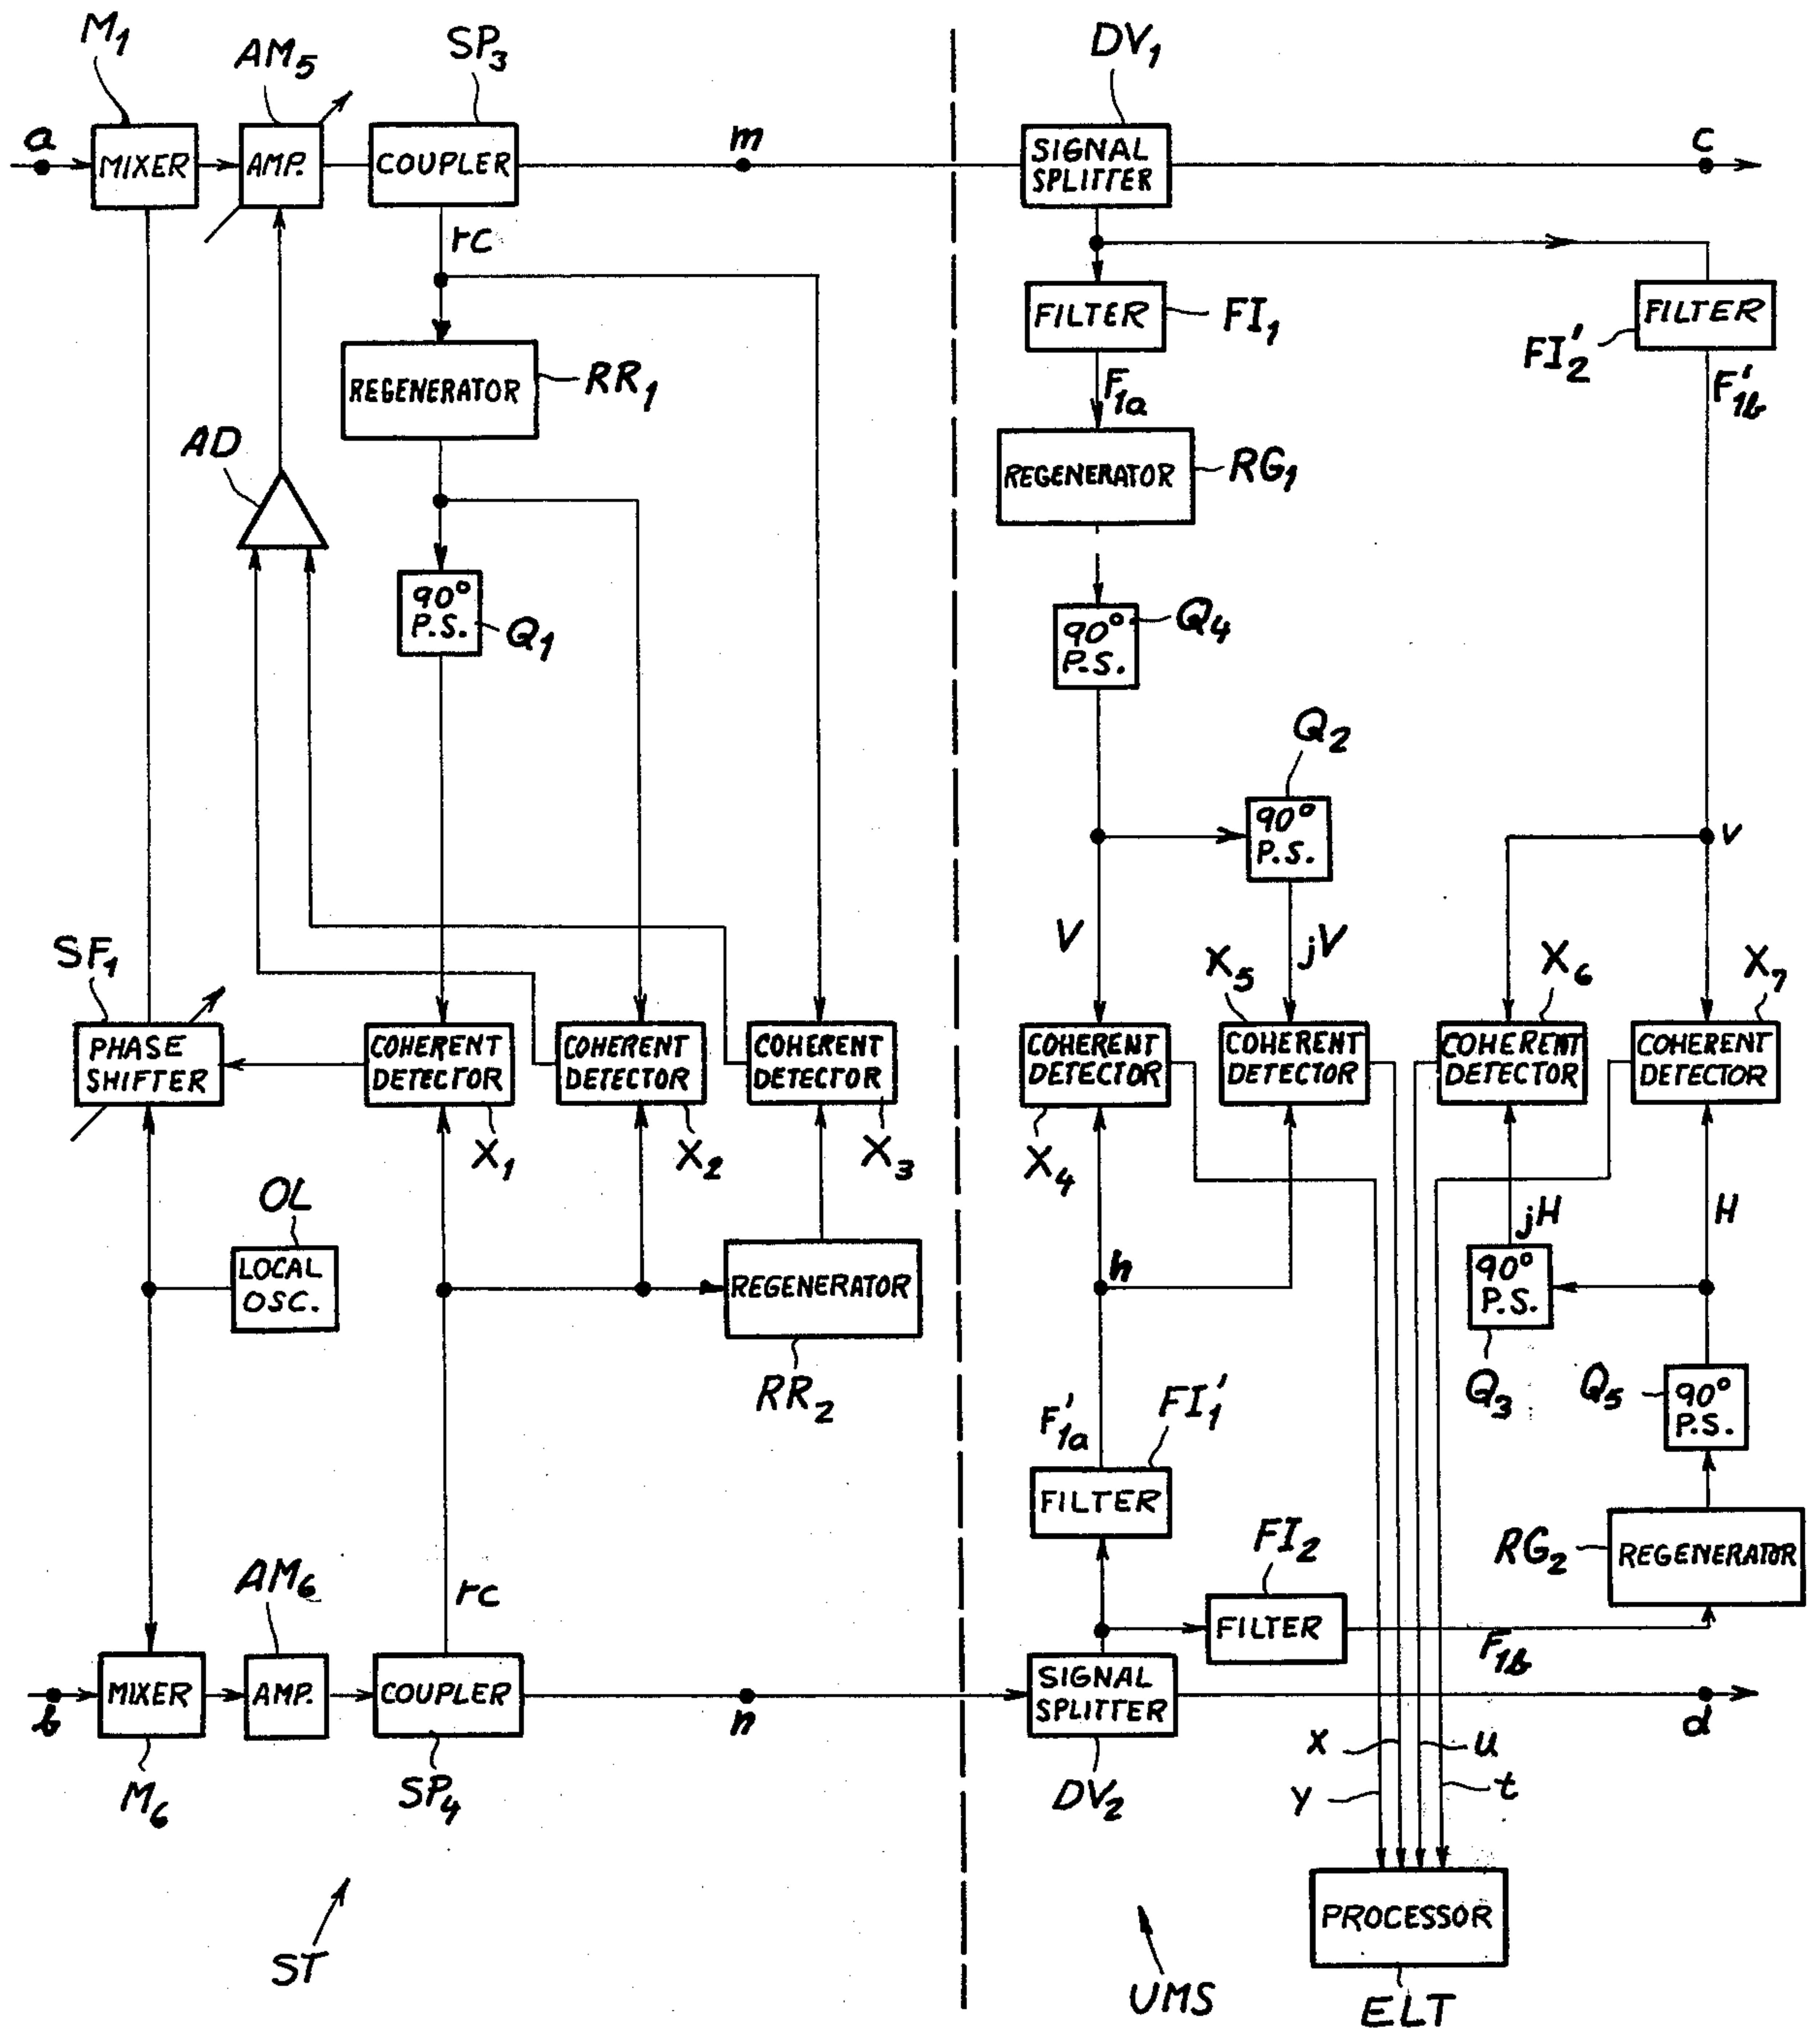 M1
AM5
SP3
DV1
a
MIXER
AMP.
COUPLER
m
SIGNAL
SPLITTER
c
rc
FILTER
FI1
FILTER
FI'2
REGENERATOR
RR1
F1a
F'1b
AD
REGENERATOR
RG1
90°
P.S.
Q1
90°
P.S.
Q4
Q2
90°
P.S.
v
V
jV
SF1
X5
X6
X7
PHASE
SHIFTER
COHERENT
DETECTOR
COHERENT
DETECTOR
COHERENT
DETECTOR
COHERENT
DETECTOR
COHERENT
DETECTOR
COHERENT
DETECTOR
COHERENT
DETECTOR
X1
X2
X3
X4
OL
LOCAL
OSC.
REGENERATOR
RR2
h
jH
H
90°
P.S.
Q3
Q5
90°
P.S.
F'1a
FI'1
FILTER
FI2
RG2
REGENERATOR
AM6
rc
FILTER
F1b
b
MIXER
AMP.
COUPLER
n
SIGNAL
SPLITTER
d
M6
SP4
DV2
x
u
y
t
PROCESSOR
ST
UMS
ELT